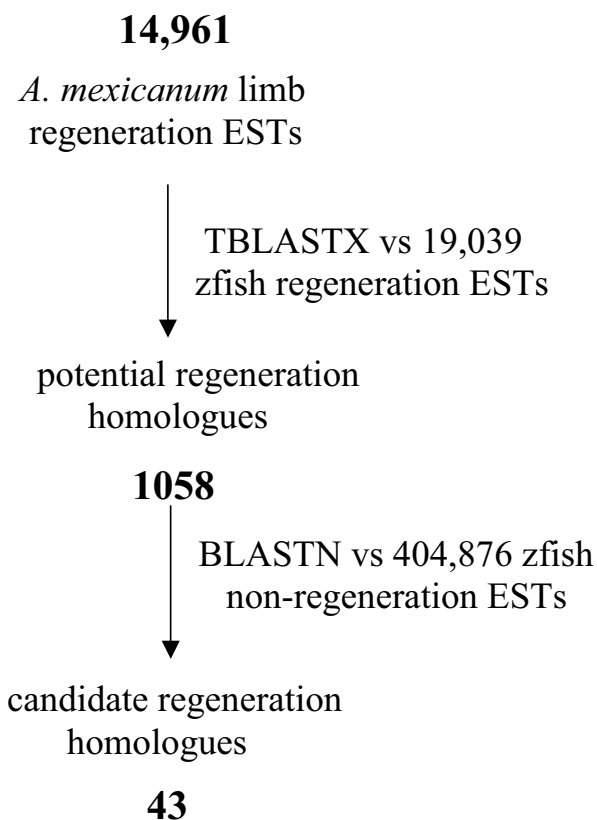 14,961
A. mexicanum limb
regeneration ESTs
TBLASTX vs 19,039
zfish regeneration ESTs
potential regeneration
homologues
1058
BLASTN vs 404,876 zfish
non-regeneration ESTs
candidate regeneration
homologues
43